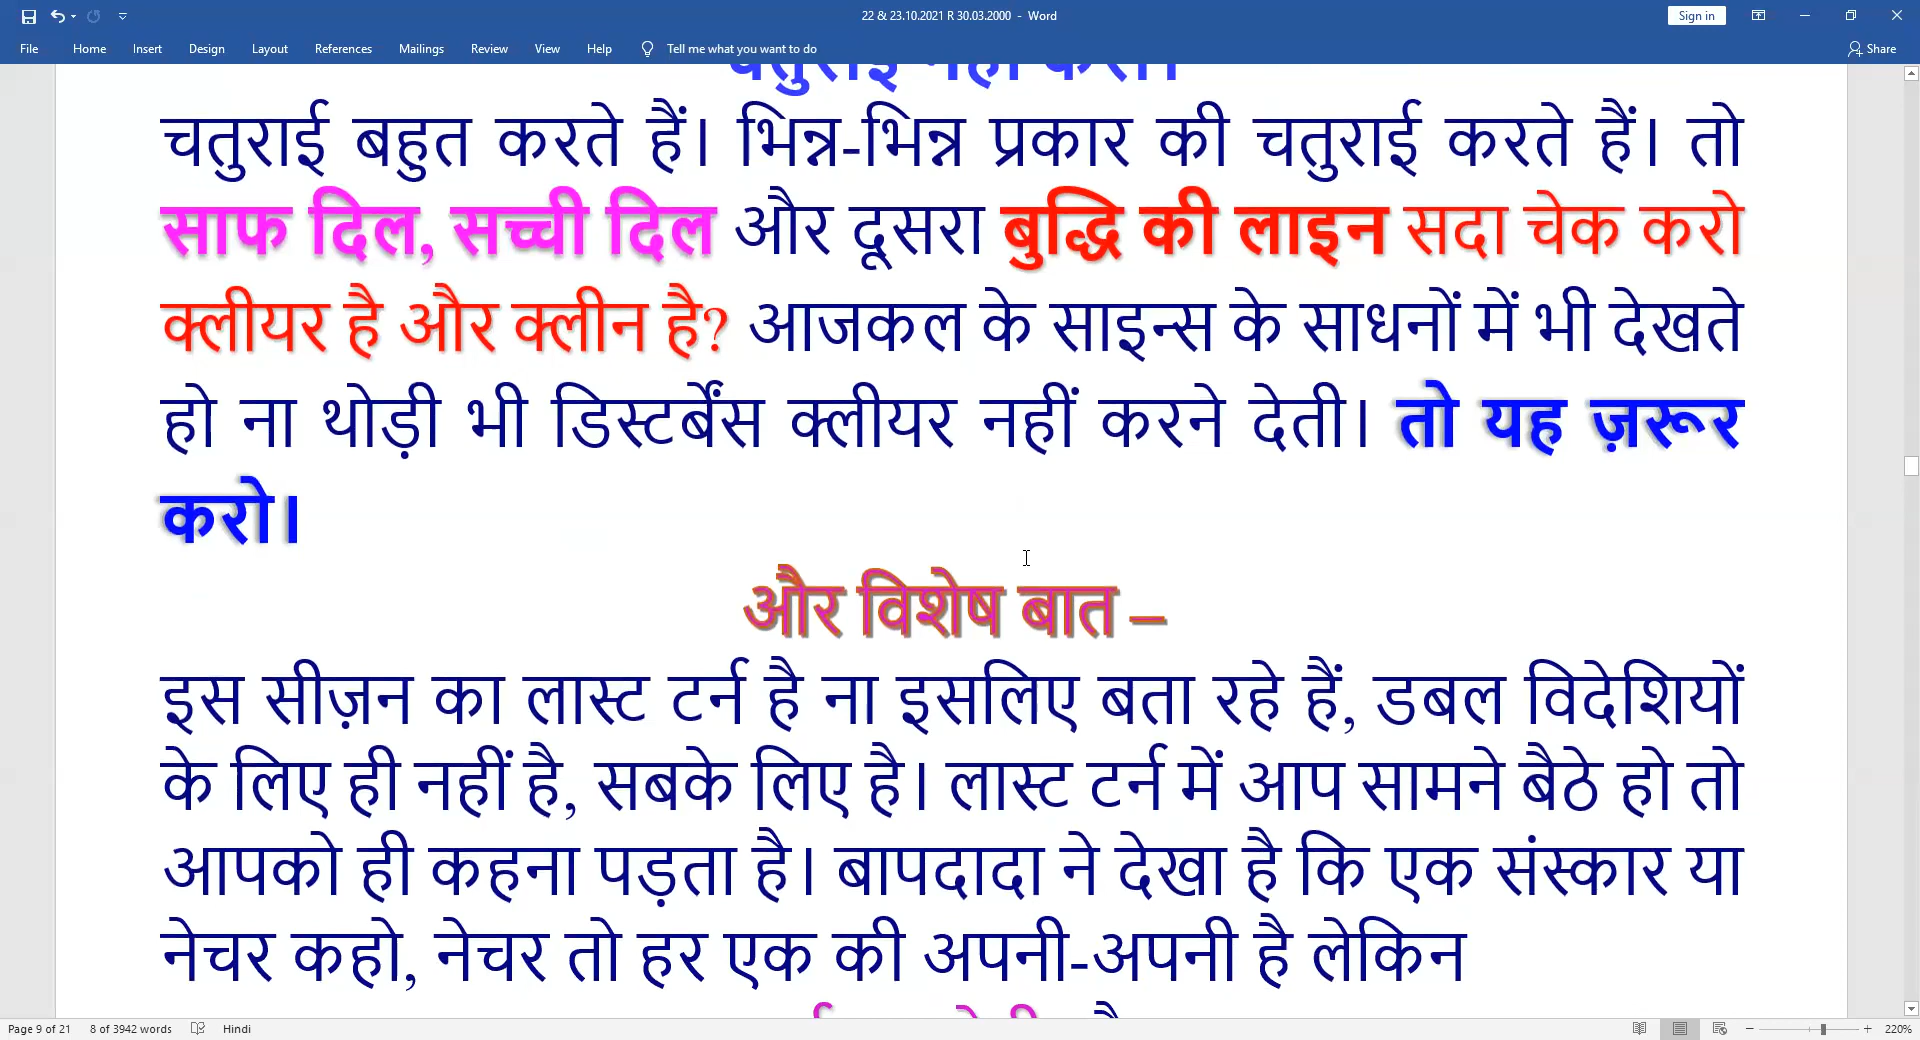 22 & 23.10.2021 R 30.03.2000 - Word
Sign in
File Home Insert Design Layout References Mailings Review View Help Tell me what you want to do Share
चतुराई बहुत करते हैं। भिन्न-भिन्न प्रकार की चतुराई करते हैं। तो
साफ दिल, सच्ची दिल और दूसरा बुद्धि की लाइन सदा चेक करो
क्लीयर है और क्लीन है? आजकल के साइन्स के साधनों में भी देखते
हो ना थोड़ी भी डिस्टर्बेंस क्लीयर नहीं करने देती। तो यह ज़रूर
करो।
और विशेष बात –
इस सीज़न का लास्ट टर्न है ना इसलिए बता रहे हैं, डबल विदेशियों
के लिए ही नहीं है, सबके लिए है। लास्ट टर्न में आप सामने बैठे हो तो
आपको ही कहना पड़ता है। बापदादा ने देखा है कि एक संस्कार या
नेचर कहो, नेचर तो हर एक की अपनी-अपनी है लेकिन
Page 9 of 21 8 of 3942 words Hindi 220%